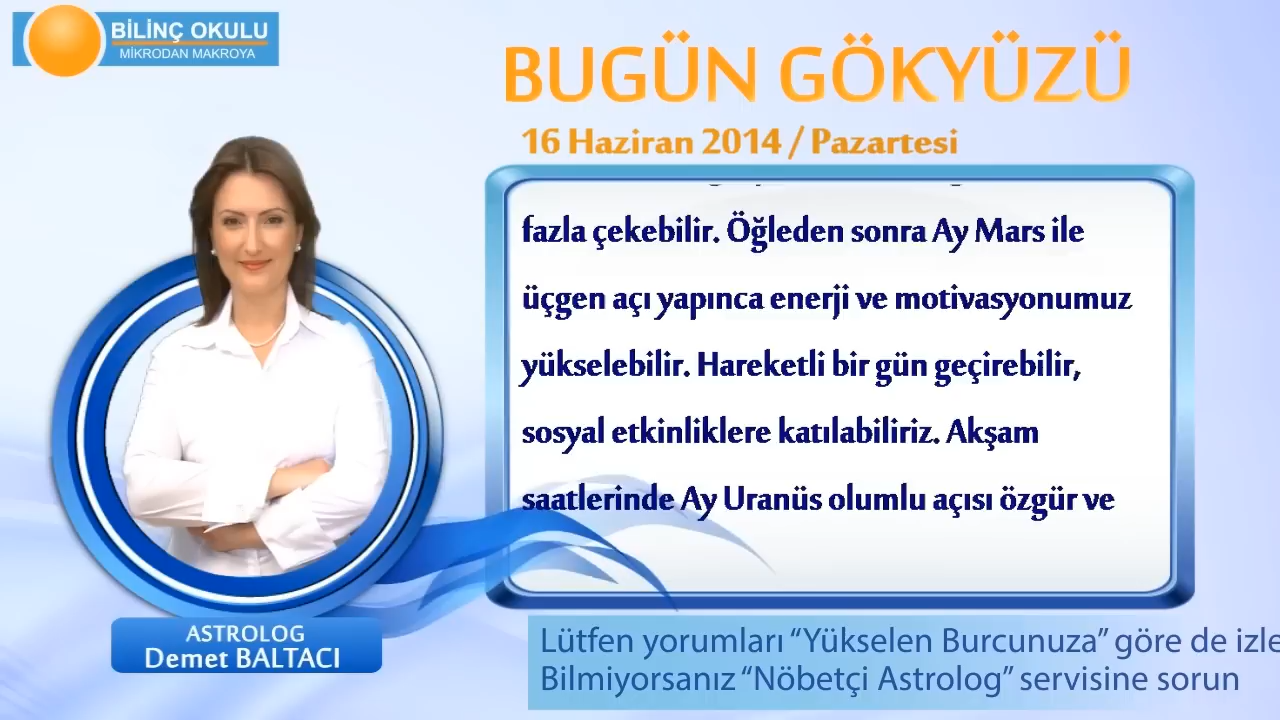 BİLİNÇ OKULU
MİKRODAN MAKROYA
BUGÜN GÖKYÜZÜ
16 Haziran 2014 / Pazartesi
fazla çekebilir. Öğleden sonra Ay Mars ile
üçgen açı yapınca enerji ve motivasyonumuz
yükselebilir. Hareketli bir gün geçirebilir,
sosyal etkinliklere katılabiliriz. Akşam
saatlerinde Ay Uranüs olumlu açısı özgür ve
ASTROLOG
Demet BALTACI
Lütfen yorumları “Yükselen Burcunuza” göre de izle
Bilmiyorsanız “Nöbetçi Astrolog” servisine sorun